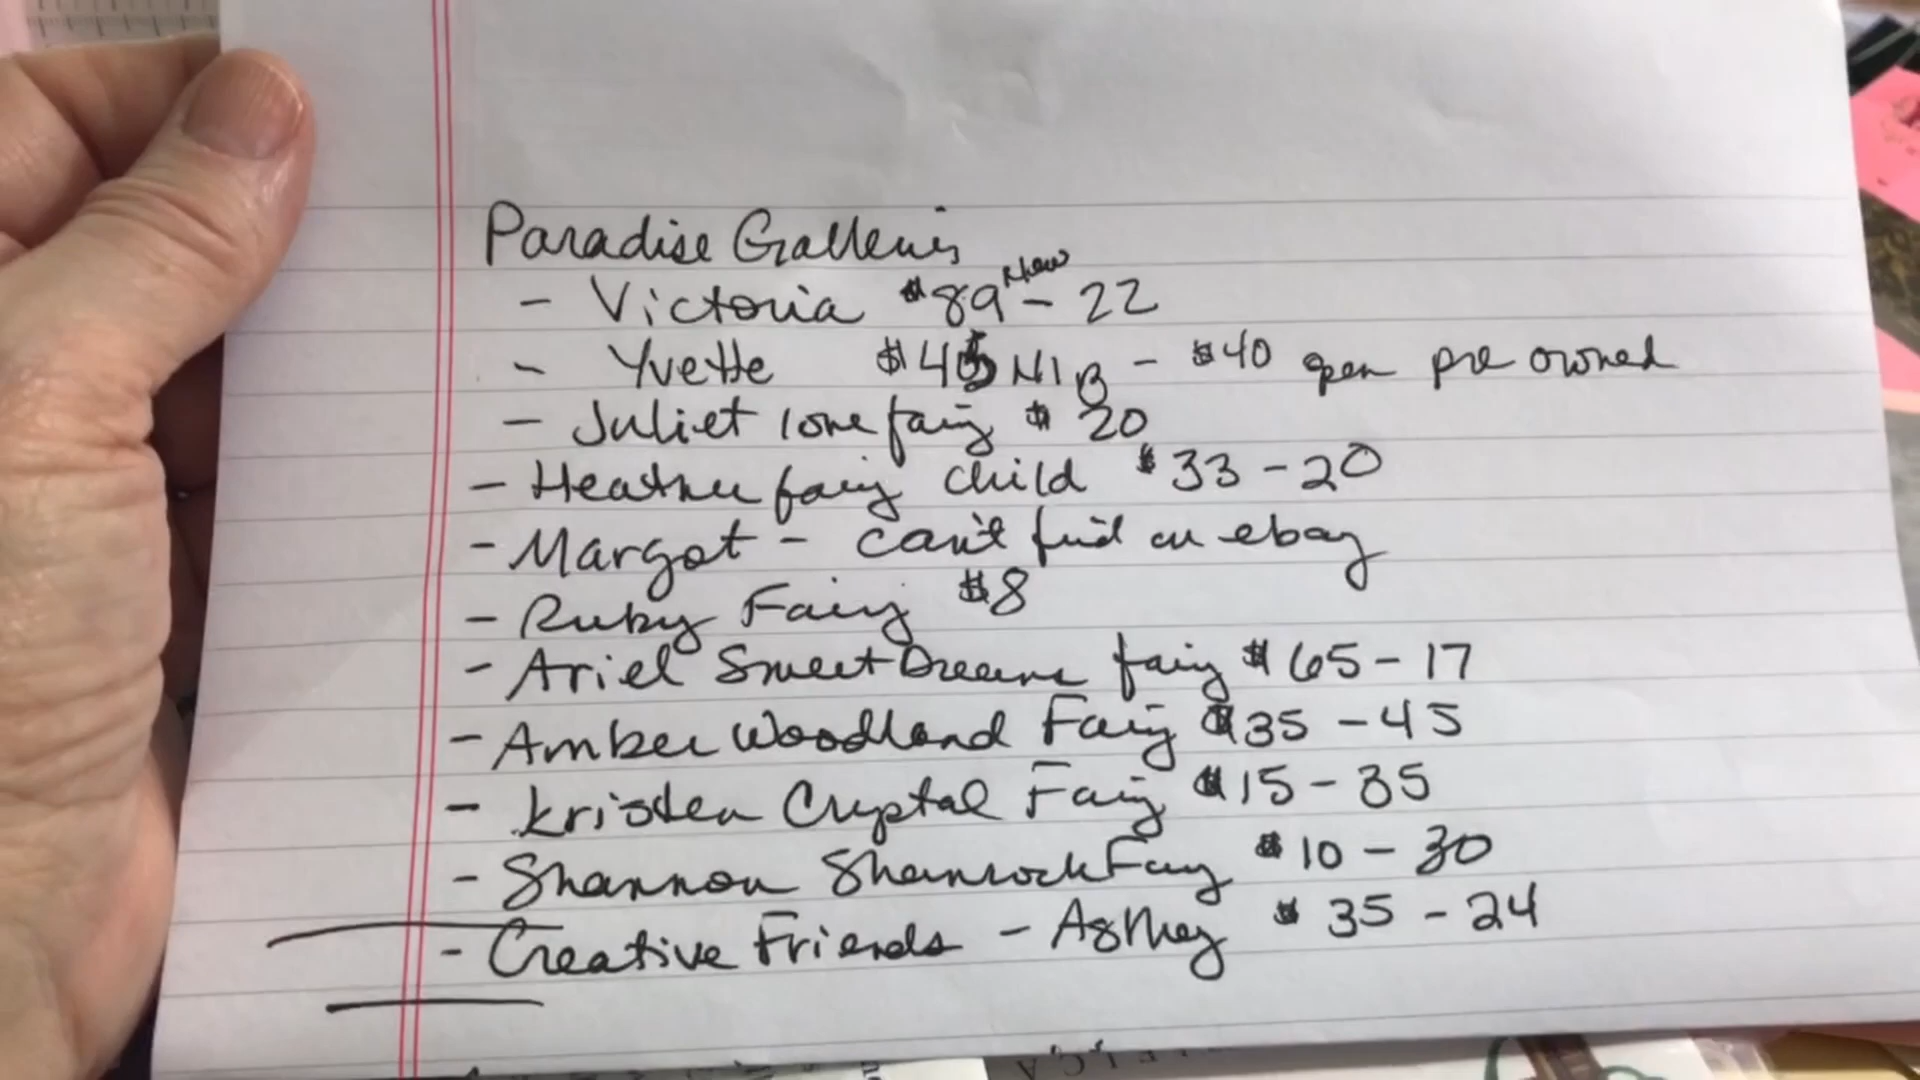 Paradise Galleries
- Victoria $89 New - 22
- Yvette $45 NIB - $40 open pre owned
- Juliet love fairy $ 20
- Heather fairy child $33 - 20
- Margot - can't find on ebay
- Ruby Fairy $8
- Ariel Sweet Dreams fairy $65 - 17
- Amber Woodland Fairy $35 - 45
- Kristen Crystal Fairy $15 - 35
- Shannon Shamrock Fairy $10 - 30
- Creative Friends - Ashley $35 - 24